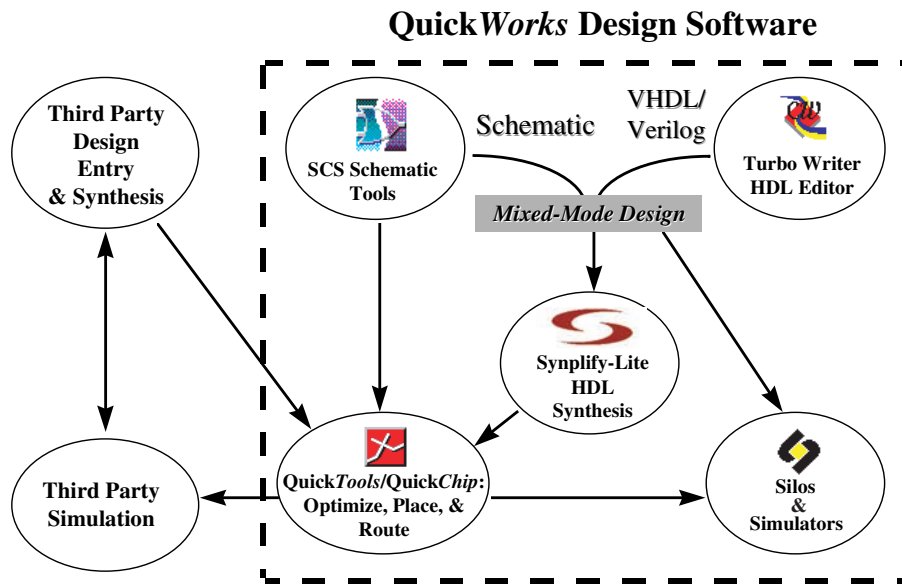 QuickWorks Design Software
Third Party
Design
Entry
& Synthesis
SCS Schematic
Tools
Schematic
VHDL/
Verilog
Turbo Writer
HDL Editor
Mixed-Mode Design
Synplify-Lite
HDL
Synthesis
Third Party
Simulation
QuickTools/QuickChip:
Optimize, Place, &
Route
Silos
&
Simulators